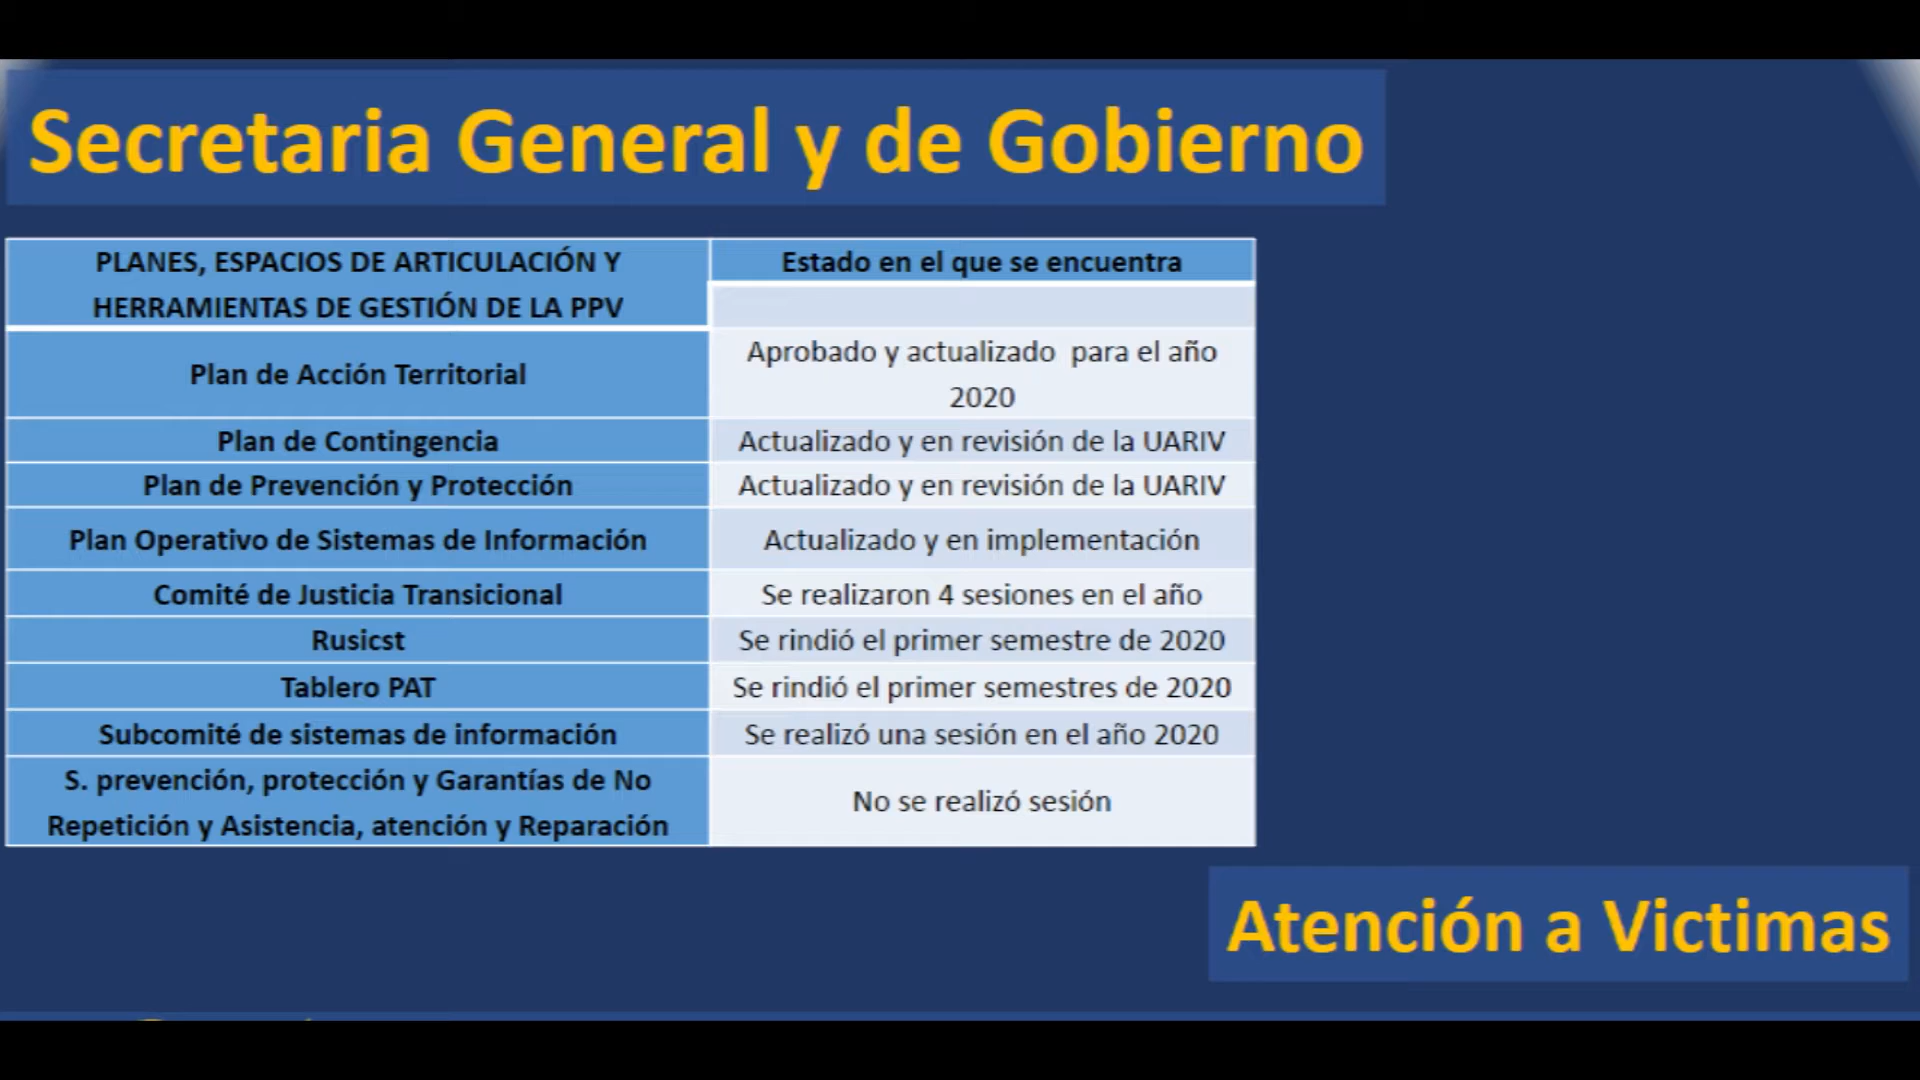 Secretaria General y de Gobierno
PLANES, ESPACIOS DE ARTICULACIÓN Y
HERRAMIENTAS DE GESTIÓN DE LA PPV
Estado en el que se encuentra
Plan de Acción Territorial
Aprobado y actualizado para el año
2020
Plan de Contingencia
Actualizado y en revisión de la UARIV
Plan de Prevención y Protección
Actualizado y en revisión de la UARIV
Plan Operativo de Sistemas de Información
Actualizado y en implementación
Comité de Justicia Transicional
Se realizaron 4 sesiones en el año
Rusicst
Se rindió el primer semestre de 2020
Tablero PAT
Se rindió el primer semestres de 2020
Subcomité de sistemas de información
Se realizó una sesión en el año 2020
S. prevención, protección y Garantías de No
Repetición y Asistencia, atención y Reparación
No se realizó sesión
Atención a Victimas